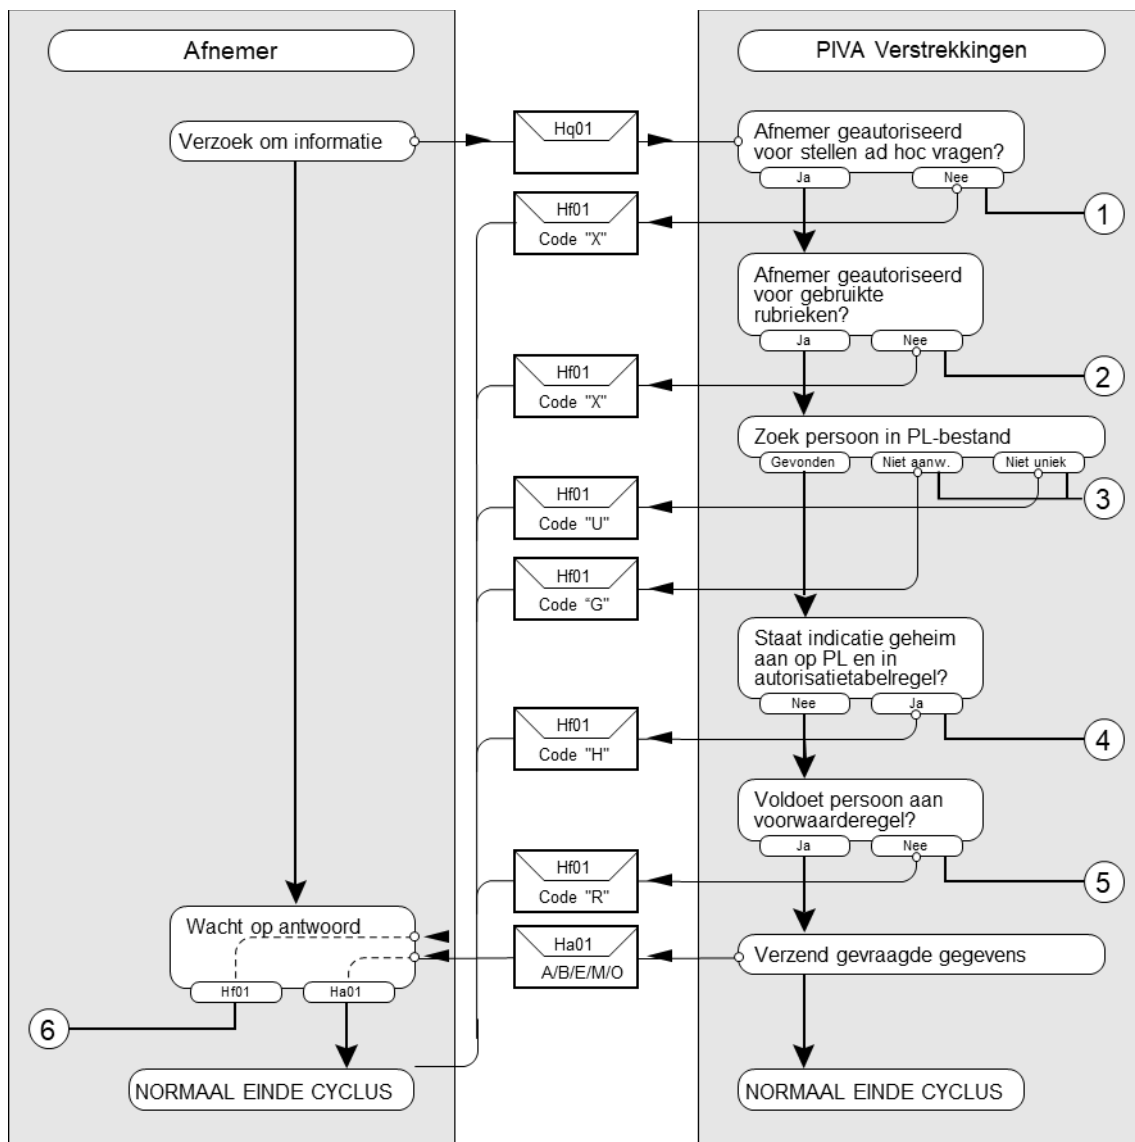 Afnemer
PIVA Verstrekkingen
Verzoek om informatie
Hq01
Afnemer geautoriseerd
voor stellen ad hoc vragen?
Ja
Nee
1
Hf01
Code "X"
Afnemer geautoriseerd
voor gebruikte
rubrieken?
Ja
Nee
2
Hf01
Code "X"
Zoek persoon in PL-bestand
Gevonden
Niet aanw.
Niet uniek
3
Hf01
Code "U"
Hf01
Code “G"
Staat indicatie geheim
aan op PL en in
autorisatietabelregel?
Nee
Ja
4
Hf01
Code "H"
Voldoet persoon aan
voorwaarderegel?
Ja
Nee
5
Hf01
Code "R"
Wacht op antwoord
Hf01
Ha01
6
Ha01
A/B/E/M/O
Verzend gevraagde gegevens
NORMAAL EINDE CYCLUS
NORMAAL EINDE CYCLUS